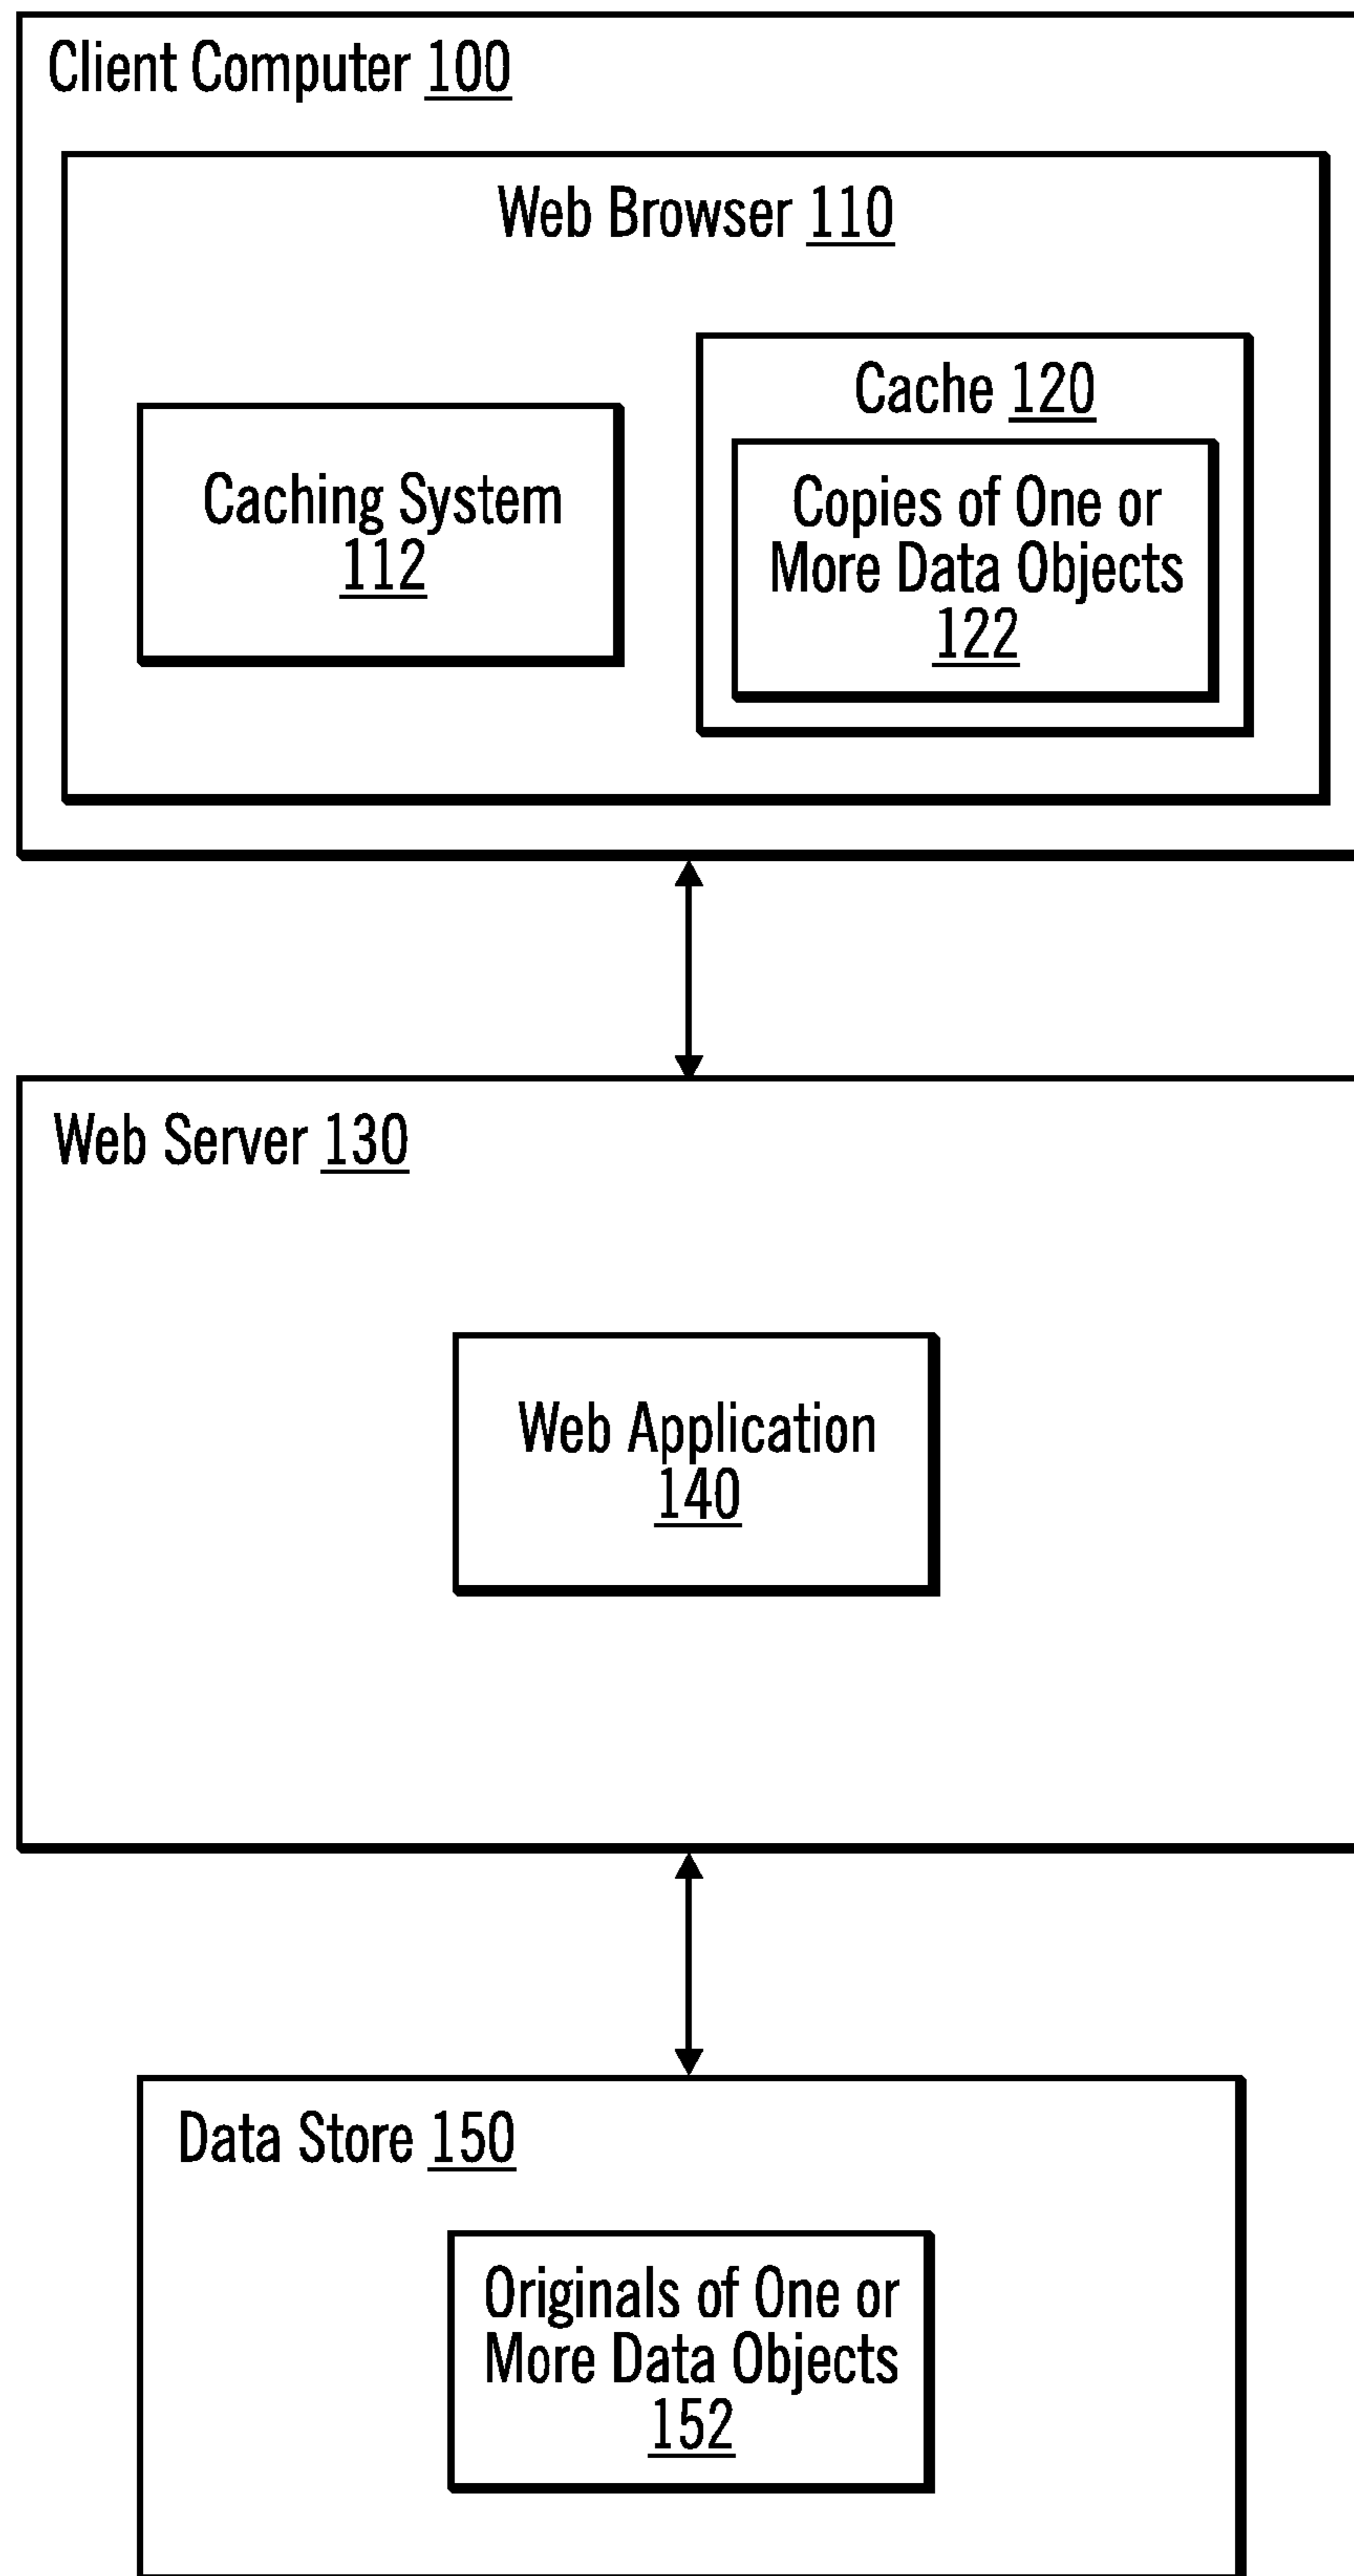 Client Computer 100
Web Browser 110
Caching System
112
Cache 120
Copies of One or
More Data Objects
122
Web Server 130
Web Application
140
Data Store 150
Originals of One or
More Data Objects
152